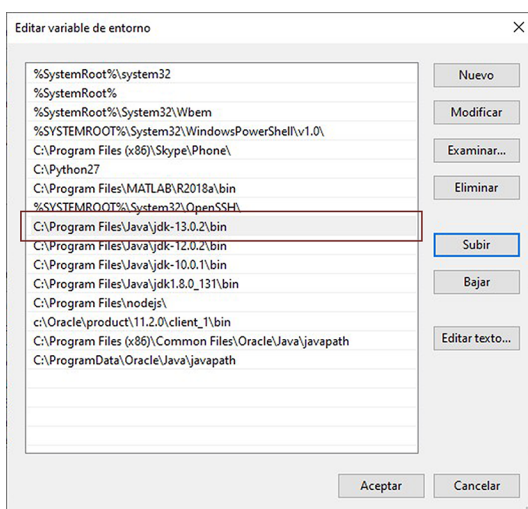 Editar variable de entorno
%SystemRoot%\system32
%SystemRoot%
%SystemRoot%\System32\Wbem
%SYSTEMROOT%\System32\WindowsPowerShell\v1.0\
C:\Program Files (x86)\Skype\Phone\
C:\Python27
C:\Program Files\MATLAB\R2018a\bin
%SYSTEMROOT%\System32\OpenSSH\
C:\Program Files\Java\jdk-13.0.2\bin
C:\Program Files\Java\jdk-12.0.2\bin
C:\Program Files\Java\jdk-10.0.1\bin
C:\Program Files\Java\jdk1.8.0_131\bin
C:\Program Files\nodejs\
c:\Oracle\product\11.2.0\client_1\bin
C:\Program Files (x86)\Common Files\Oracle\Java\javapath
C:\ProgramData\Oracle\Java\javapath
Nuevo
Modificar
Examinar...
Eliminar
Subir
Bajar
Editar texto...
Aceptar
Cancelar